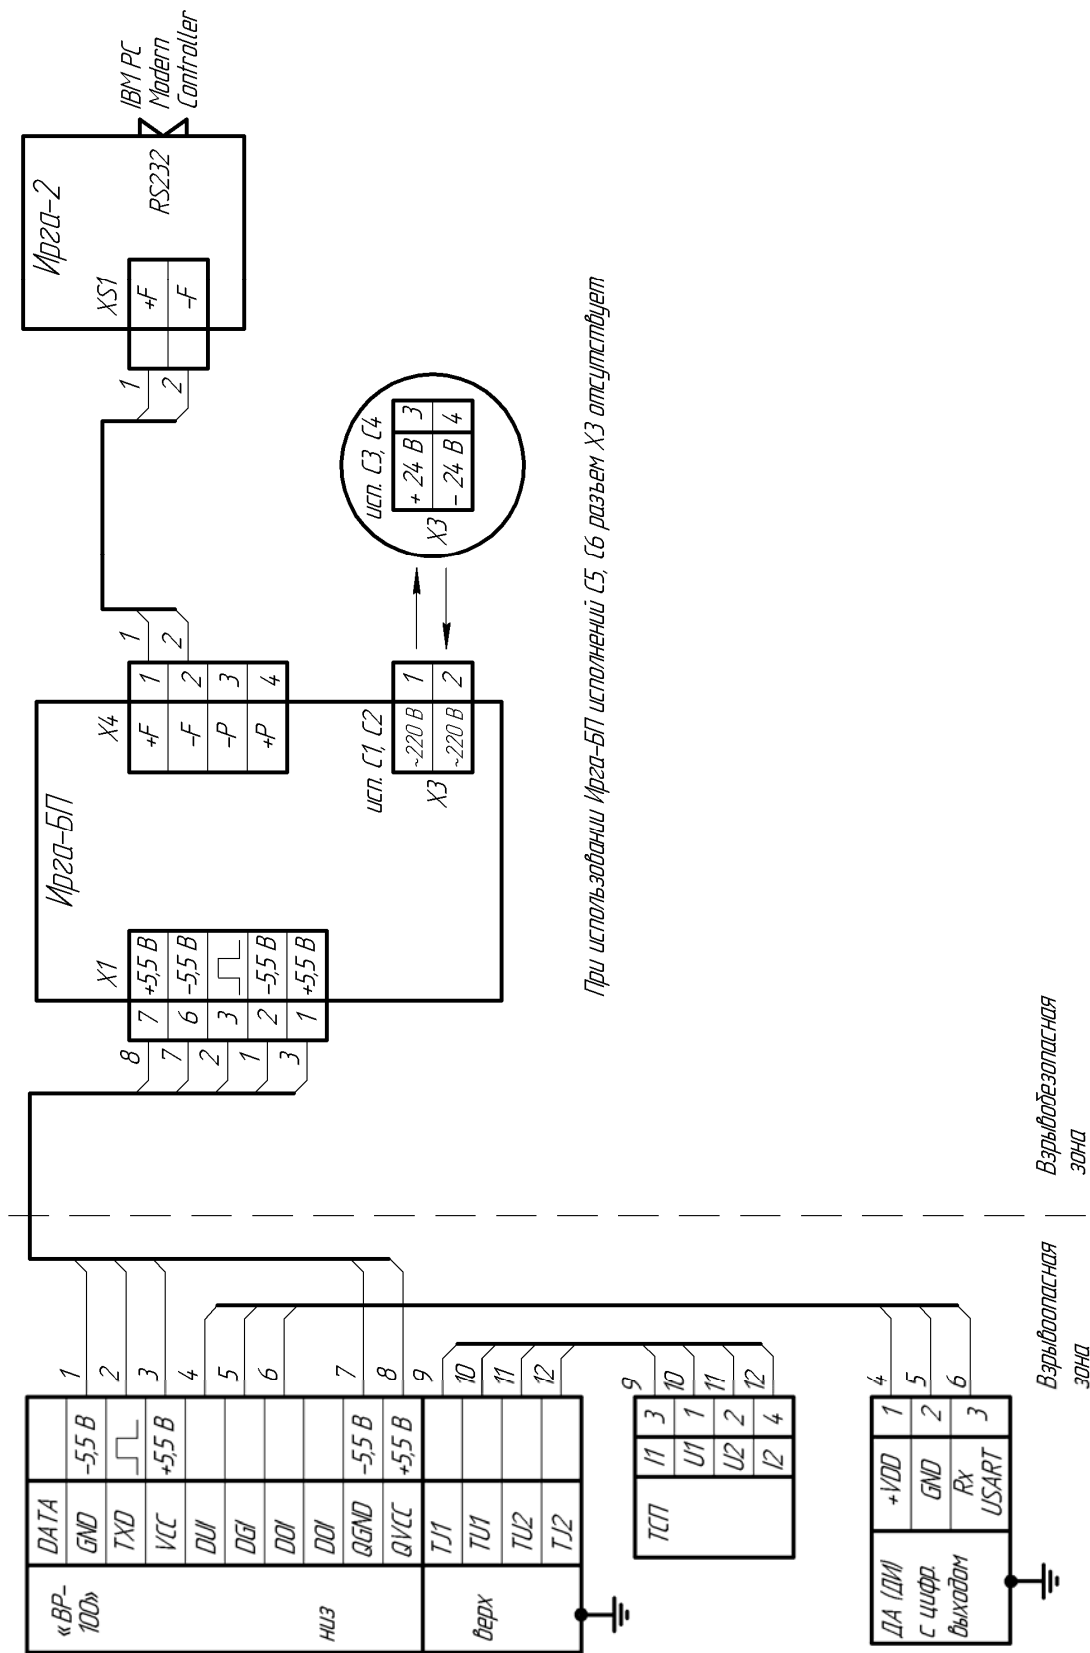 «ВР-
100»
низ
верх
DATA
GND
-5,5 В
TXD
VCC
+5,5 В
DUI
DGI
DOI
DOI
QGND
-5,5 В
QVCC
+5,5 В
TJ1
TU1
TU2
TJ2
1
2
3
4
5
6
7
8
9
10
11
12
ТСП
I1
3
U1
1
U2
2
I2
4
9
10
11
12
ДА (ДИ)
с цифр.
выходом
+VDD
1
GND
2
Rx
USART
3
4
5
6
Взрывоопасная
зона
Взрывобезопасная
зона
Ирга-БП
X1
8
7
+5,5 В
7
6
-5,5 В
2
3
1
2
-5,5 В
3
1
+5,5 В
X4
+F
1
1
-F
2
2
-P
3
+P
4
исп. С1, С2
~220 В
1
~220 В
2
X3
исп. С3, С4
+ 24 В
3
- 24 В
4
X3
Ирга-2
XS1
1
+F
2
-F
RS232
IBM PC
Modern
Controller
При использовании Ирга-БП исполнений С5, С6 разъем X3 отсутствует